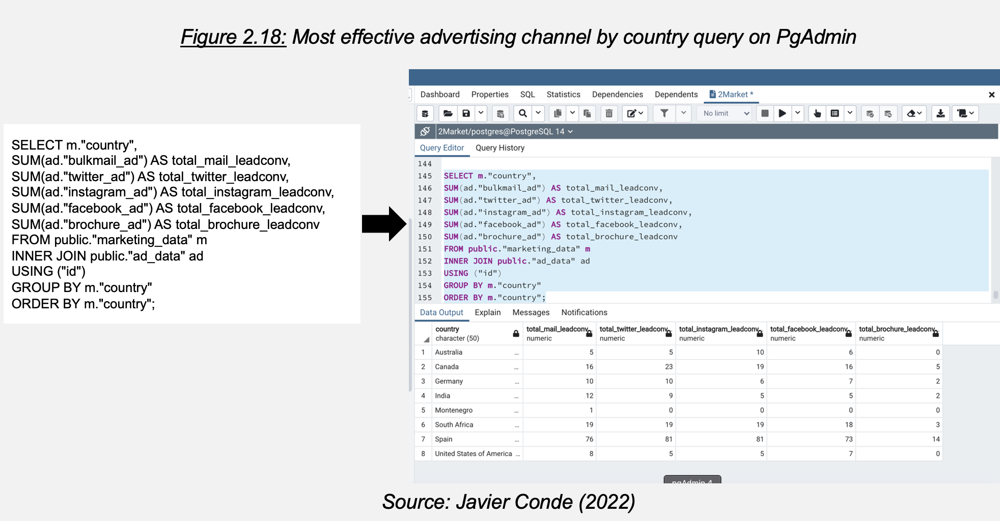 Figure 2.18: Most effective advertising channel by country query on PgAdmin
SELECT m."country",
SUM(ad."bulkmail_ad") AS total_mail_leadconv,
SUM(ad."twitter_ad") AS total_twitter_leadconv,
SUM(ad."instagram_ad") AS total_instagram_leadconv,
SUM(ad."facebook_ad") AS total_facebook_leadconv,
SUM(ad."brochure_ad") AS total_brochure_leadconv
FROM public."marketing_data" m
INNER JOIN public."ad_data" ad
USING ("id")
GROUP BY m."country"
ORDER BY m."country";
Dashboard Properties SQL Statistics Dependencies Dependents 2Market *
No limit
2Market/postgres@PostgreSQL 14
Query Editor Query History
144
145 SELECT m."country",
146 SUM(ad."bulkmail_ad") AS total_mail_leadconv,
147 SUM(ad."twitter_ad") AS total_twitter_leadconv,
148 SUM(ad."instagram_ad") AS total_instagram_leadconv,
149 SUM(ad."facebook_ad") AS total_facebook_leadconv,
150 SUM(ad."brochure_ad") AS total_brochure_leadconv
151 FROM public."marketing_data" m
152 INNER JOIN public."ad_data" ad
153 USING ("id")
154 GROUP BY m."country"
155 ORDER BY m."country";
Data Output Explain Messages Notifications
country total_mail_leadconv total_twitter_leadconv total_instagram_leadconv total_facebook_leadconv total_brochure_leadconv
character (50) numeric numeric numeric numeric numeric
1 Australia ... 5 5 10 6 0
2 Canada ... 16 23 19 16 5
3 Germany ... 10 10 6 7 2
4 India ... 12 9 5 5 2
5 Montenegro ... 1 0 0 0 0
6 South Africa ... 19 19 19 18 3
7 Spain ... 76 81 81 73 14
8 United States of America ... 8 5 5 7 0
pgAdmin 4
Source: Javier Conde (2022)